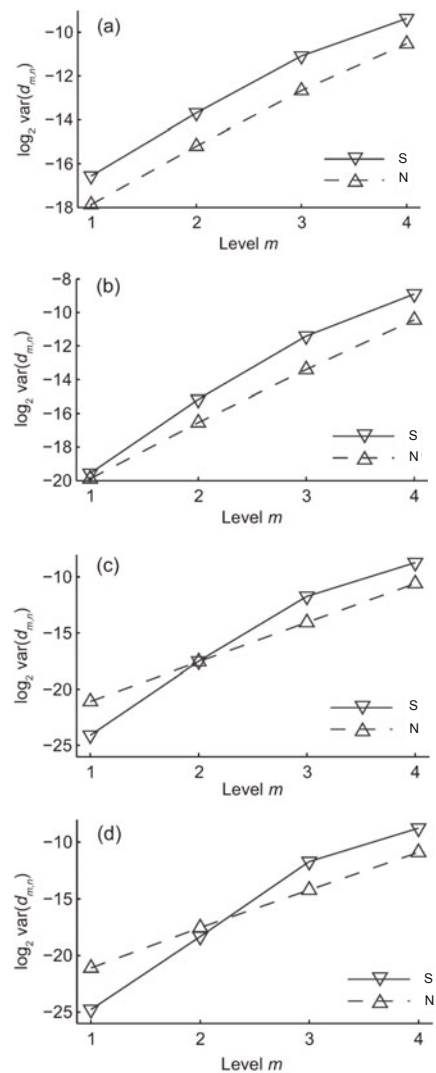 (a)
log₂ var(dₘ,ₙ)
−10
−12
−14
−16
−18
S
N
1 2 3 4
Level m
(b)
log₂ var(dₘ,ₙ)
−8
−10
−12
−14
−16
−18
−20
S
N
1 2 3 4
Level m
(c)
log₂ var(dₘ,ₙ)
−10
−15
−20
−25
S
N
1 2 3 4
Level m
(d)
log₂ var(dₘ,ₙ)
−10
−15
−20
−25
S
N
1 2 3 4
Level m